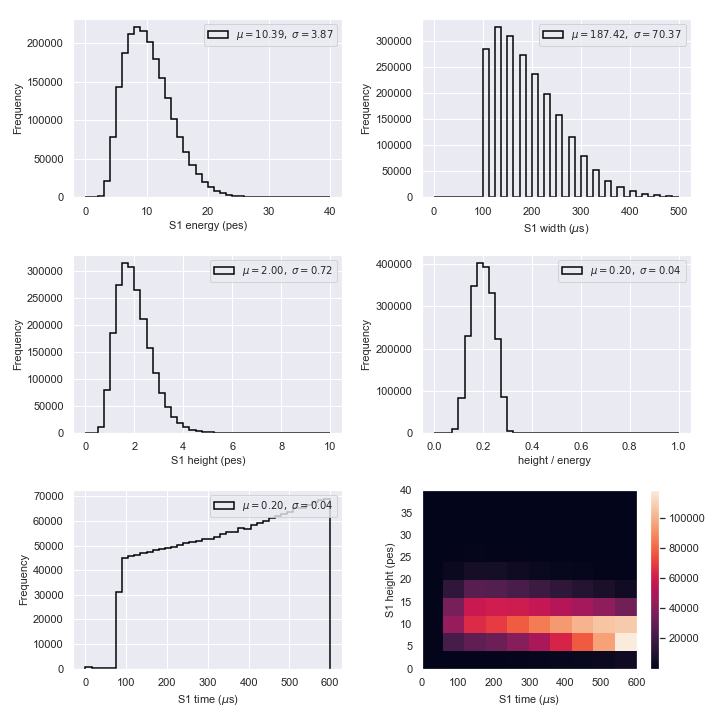 μ = 10.39, σ = 3.87
Frequency
200000
150000
100000
50000
0
0 10 20 30 40
S1 energy (pes)
μ = 187.42, σ = 70.37
Frequency
300000
250000
200000
150000
100000
50000
0
0 100 200 300 400 500
S1 width (μs)
μ = 2.00, σ = 0.72
Frequency
300000
250000
200000
150000
100000
50000
0
0 2 4 6 8 10
S1 height (pes)
μ = 0.20, σ = 0.04
Frequency
400000
300000
200000
100000
0
0.0 0.2 0.4 0.6 0.8 1.0
height / energy
μ = 0.20, σ = 0.04
Frequency
70000
60000
50000
40000
30000
20000
10000
0
0 100 200 300 400 500 600
S1 time (μs)
S1 height (pes)
40
35
30
25
20
15
10
5
0
0 100 200 300 400 500 600
S1 time (μs)
100000
80000
60000
40000
20000